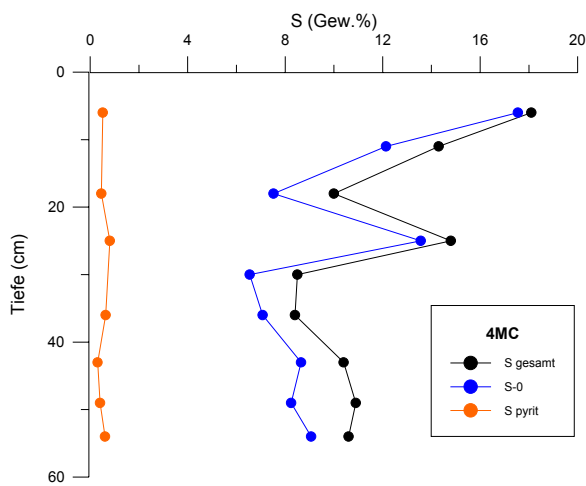 S (Gew.%)
0 4 8 12 16 20
0
20
40
60
Tiefe (cm)
4MC
S gesamt
S-0
S pyrit